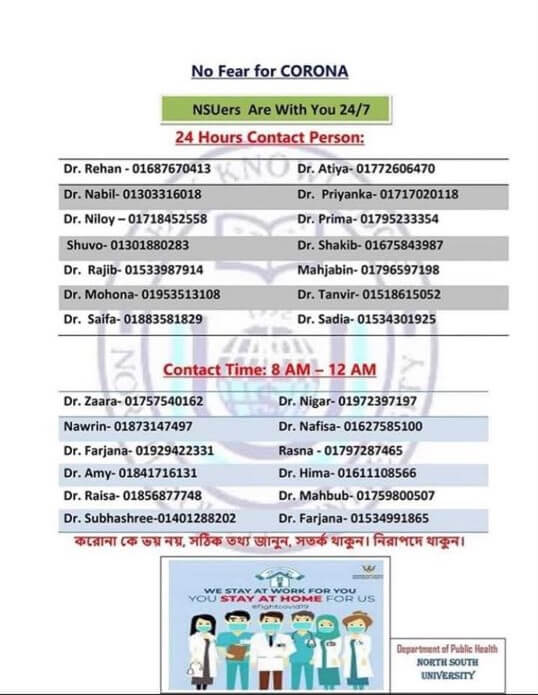 No Fear for CORONA
NSUers Are With You 24/7
24 Hours Contact Person:
Dr. Rehan - 01687670413 Dr. Atiya- 01772606470
Dr. Nabil- 01303316018 Dr. Priyanka- 01717020118
Dr. Niloy – 01718452558 Dr. Prima- 01795233354
Shuvo- 01301880283 Dr. Shakib- 01675843987
Dr. Rajib- 01533987914 Mahjabin- 01796597198
Dr. Mohona- 01953513108 Dr. Tanvir- 01518615052
Dr. Saifa- 01883581829 Dr. Sadia- 01534301925
Contact Time: 8 AM – 12 AM
Dr. Zaara- 01757540162 Dr. Nigar- 01972397197
Nawrin- 01873147497 Dr. Nafisa- 01627585100
Dr. Farjana- 01929422331 Rasna - 01797287465
Dr. Amy- 01841716131 Dr. Hima- 01611108566
Dr. Raisa- 01856877748 Dr. Mahbub- 01759800507
Dr. Subhashree-01401288202 Dr. Farjana- 01534991865
করোনা কে ভয় নয়, সঠিক তথ্য জানুন, সতর্ক থাকুন। নিরাপদে থাকুন।
WE STAY AT WORK FOR YOU
YOU STAY AT HOME FOR US
#fightcovid19
Department of Public Health
NORTH SOUTH
UNIVERSITY